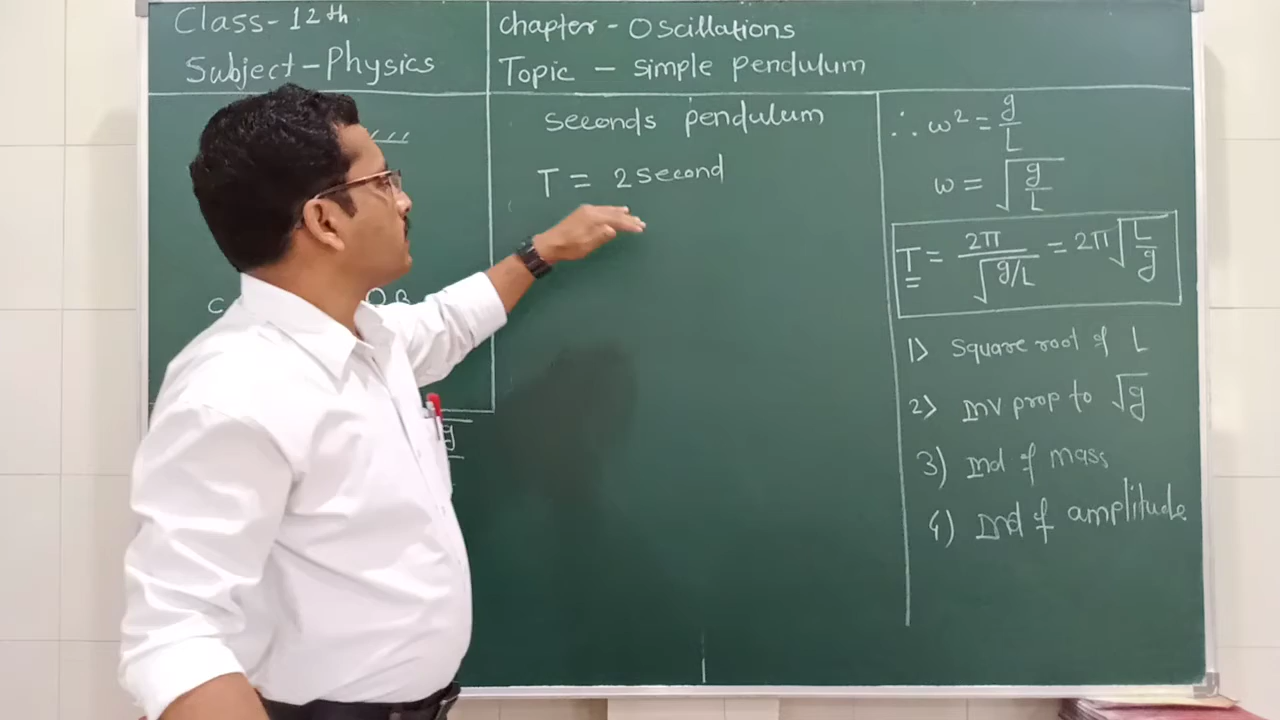 Class-12th
Subject-Physics
Chapter - Oscillations
Topic - simple pendulum
seconds pendulum
T = 2 second
∴ ω² = g/L
ω = √(g/L)
T = 2π/√(g/L) = 2π√(L/g)
1) Square root of L
2) inv prop to √g
3) ind of mass
4) Ind of amplitude